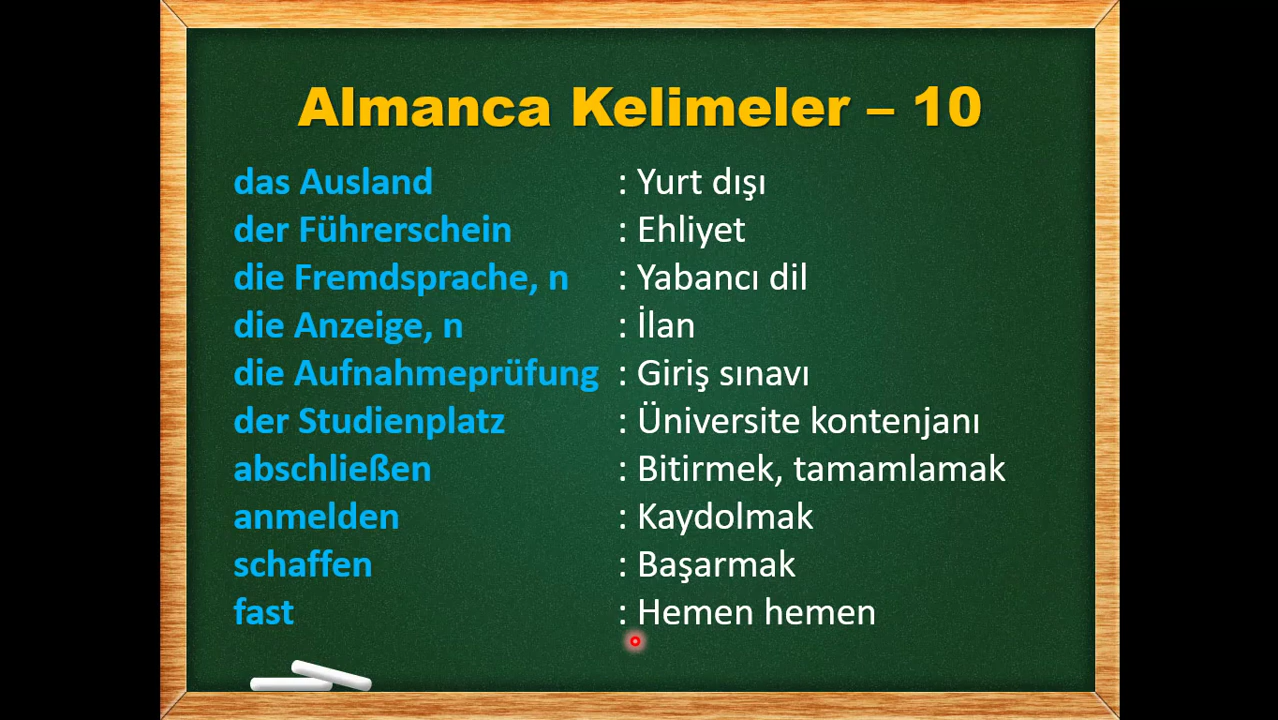 Almanca Kelimeler – 10
das Ausland : Yurt dışı
der Führerschein : Ehliyet
die Fremdsprache, n : Yabancı dil
die Anzeige, n : İlan
die Aufnahmeprüfung : Giriş sınavı
der Studienplatz : Üniversite kontenjanı
abschließen : Bitirmek, tamamlamak
anmelden : Kaydolmak
schaffen : Başarmak
fast : Hemen hemen